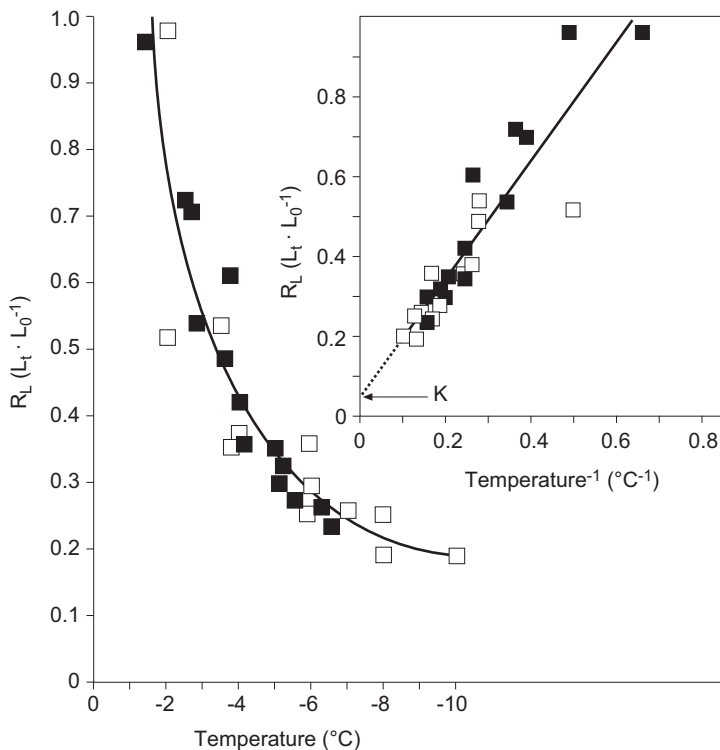 1.0
0.9
0.8
0.7
0.6
0.5
0.4
0.3
0.2
0.1
0
R_L (L_t · L_0^-1)
0 -2 -4 -6 -8 -10
Temperature (°C)
0.8
0.6
0.4
0.2
0
R_L (L_t · L_0^-1)
K
0 0.2 0.4 0.6 0.8
Temperature^-1 (°C^-1)